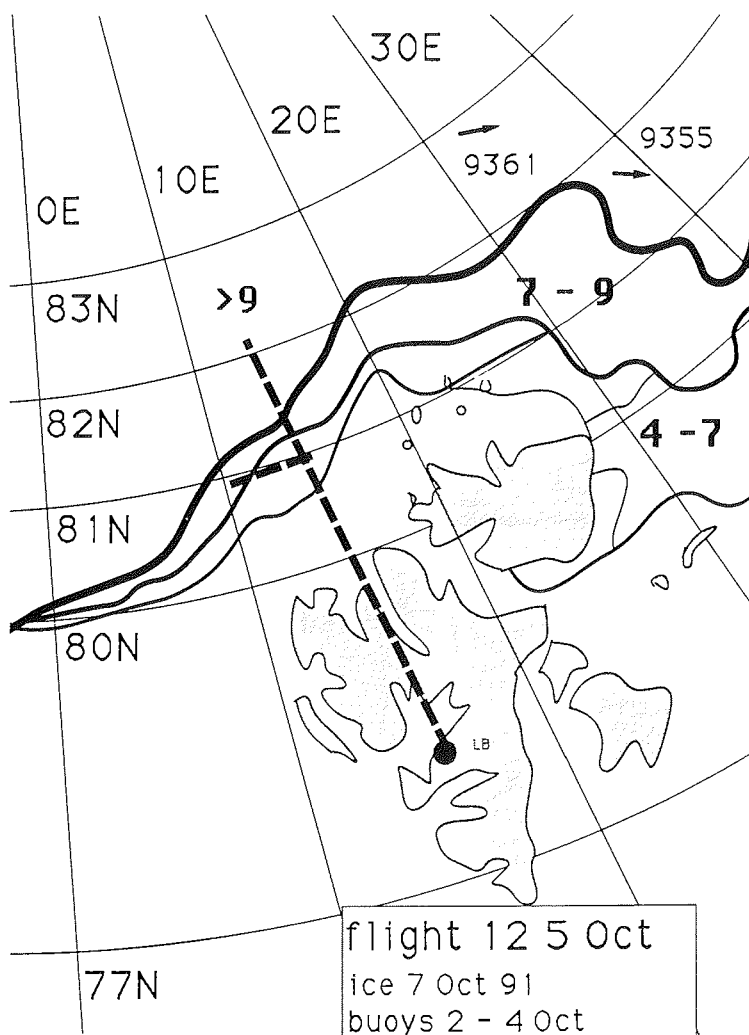 30E
20E
9355
9361
10E
0E
>9
7 - 9
83N
82N
4 - 7
81N
80N
LB
flight 12 5 Oct
77N
ice 7 Oct 91
buoys 2 - 4 Oct